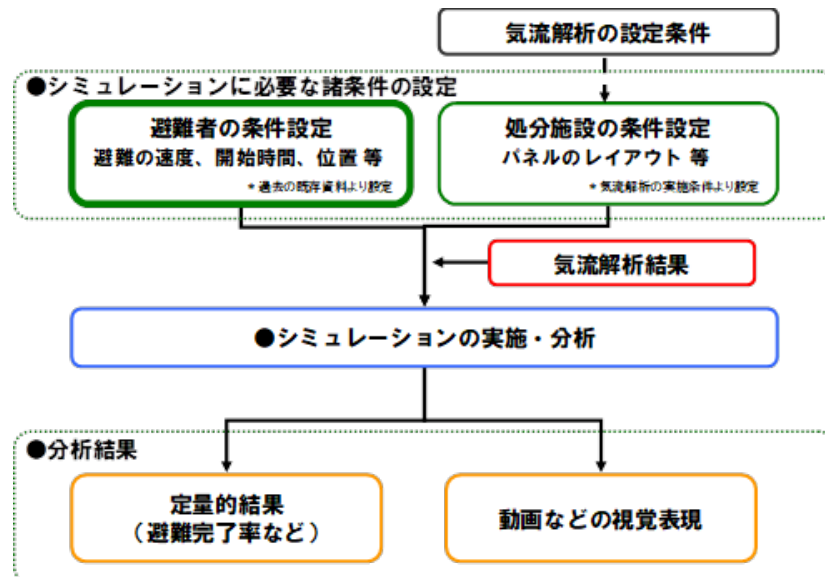 気流解析の設定条件
●シミュレーションに必要な諸条件の設定
避難者の条件設定
避難の速度、開始時間、位置 等
* 過去の既存資料より設定
処分施設の条件設定
パネルのレイアウト 等
* 気流解析の実施条件より設定
気流解析結果
●シミュレーションの実施・分析
●分析結果
定量的結果
（避難完了率など）
動画などの視覚表現